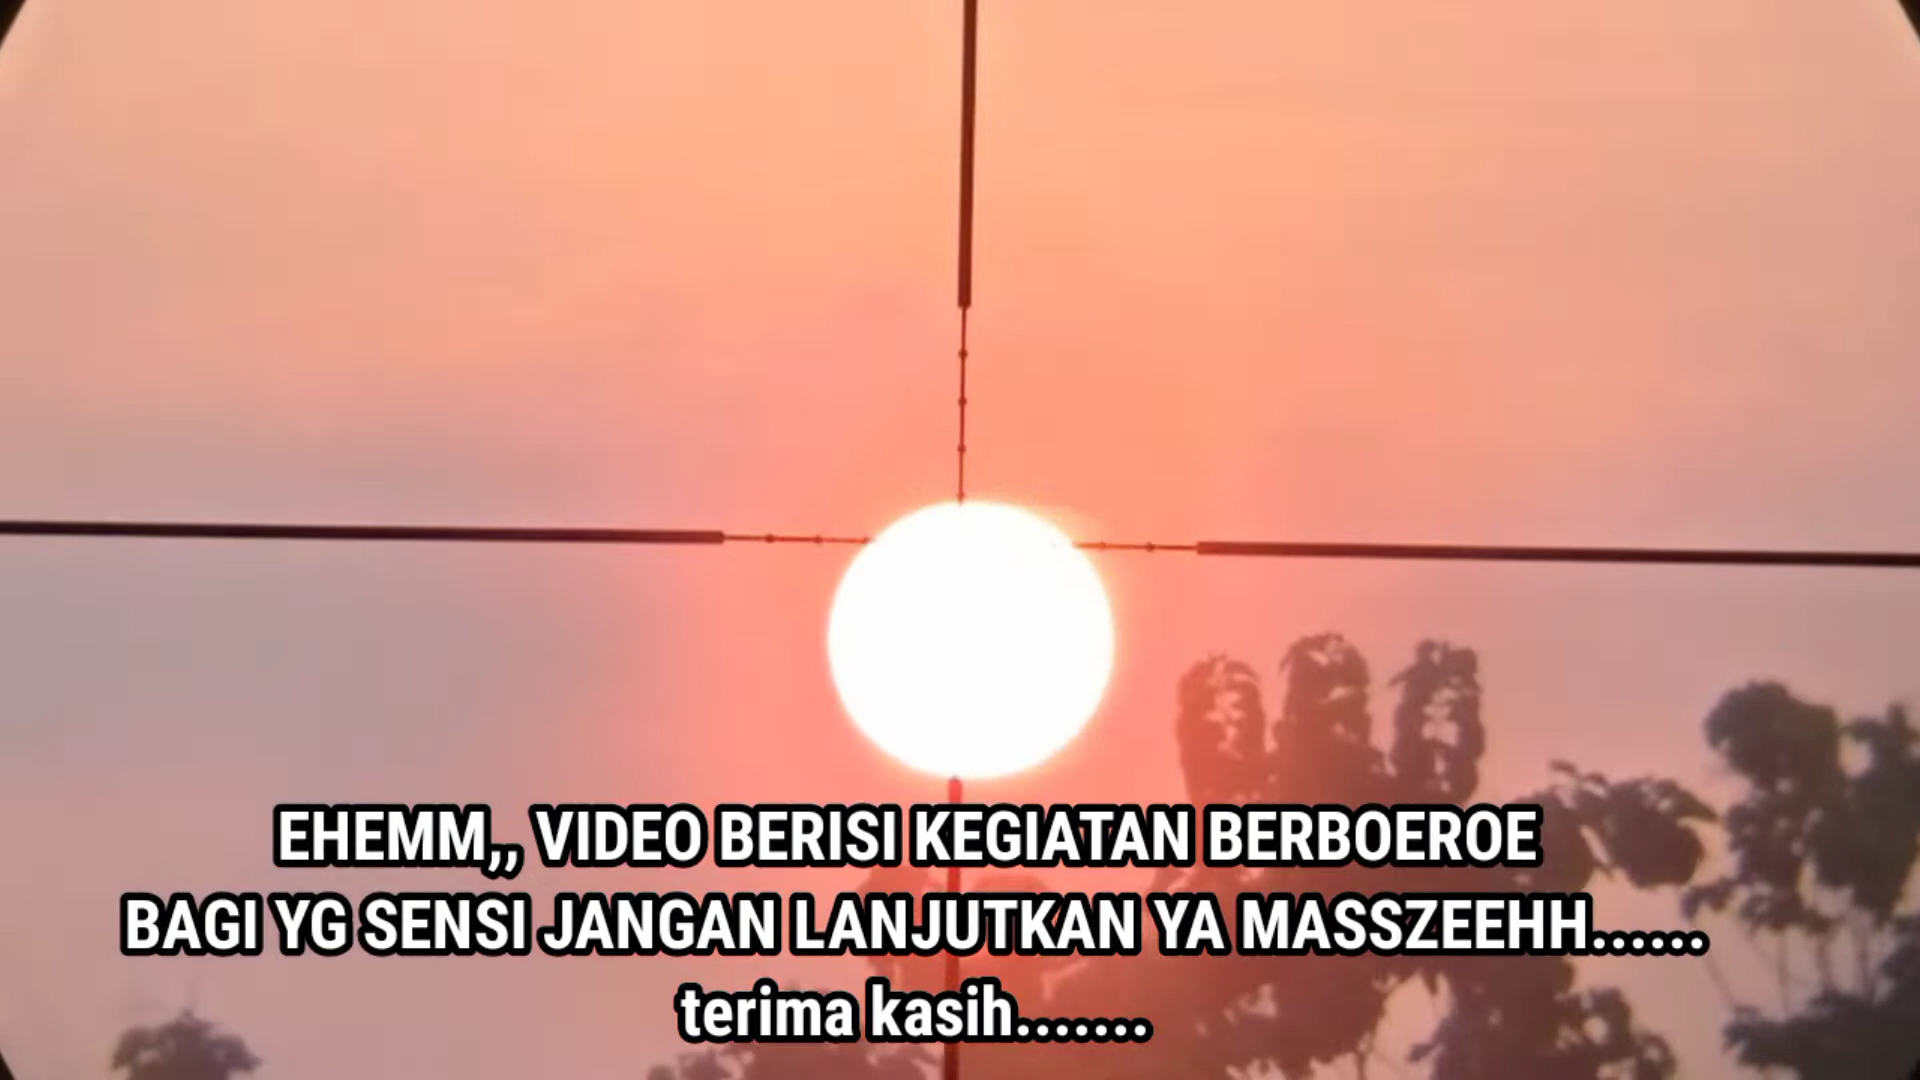 EHEMM,, VIDEO BERISI KEGIATAN BERBOEROE
BAGI YG SENSI JANGAN LANJUTKAN YA MASSZEEHH......
terima kasih.......